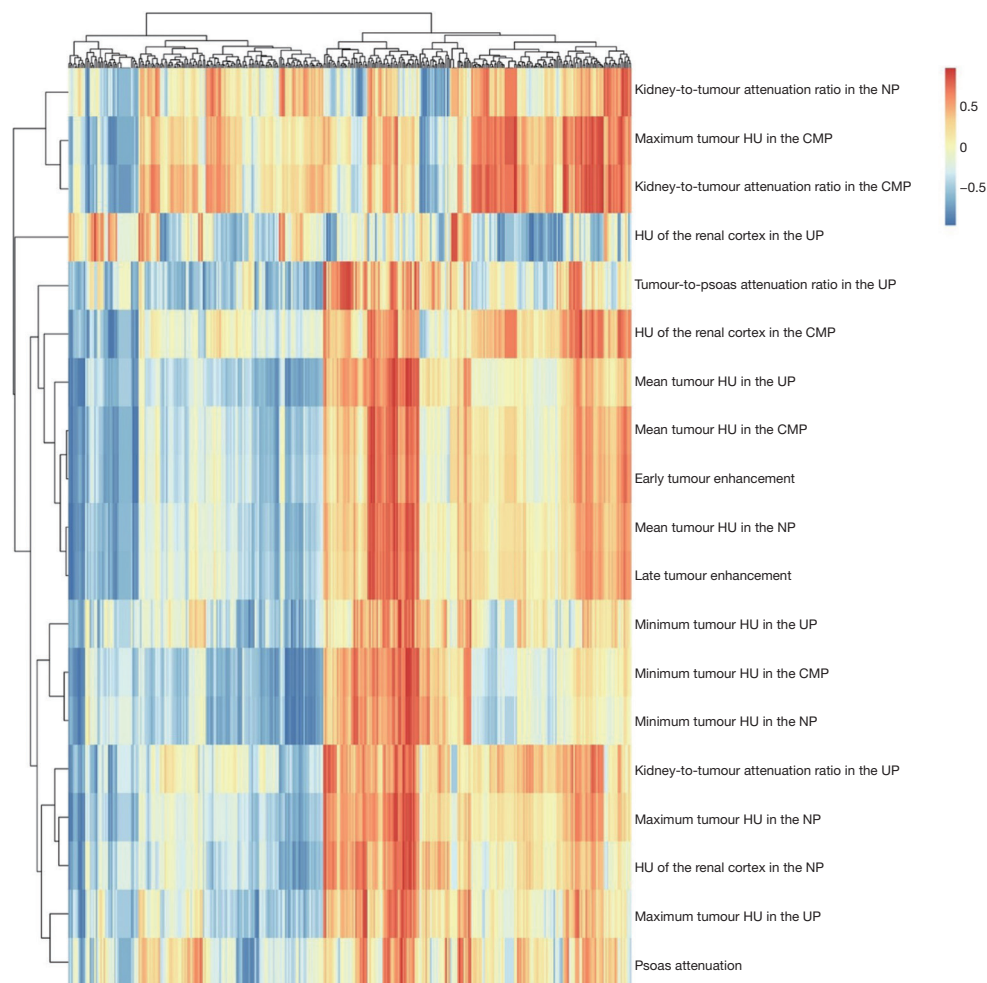 Kidney-to-tumour attenuation ratio in the NP
0.5
Maximum tumour HU in the CMP
0
Kidney-to-tumour attenuation ratio in the CMP
−0.5
HU of the renal cortex in the UP
Tumour-to-psoas attenuation ratio in the UP
HU of the renal cortex in the CMP
Mean tumour HU in the UP
Mean tumour HU in the CMP
Early tumour enhancement
Mean tumour HU in the NP
Late tumour enhancement
Minimum tumour HU in the UP
Minimum tumour HU in the CMP
Minimum tumour HU in the NP
Kidney-to-tumour attenuation ratio in the UP
Maximum tumour HU in the NP
HU of the renal cortex in the NP
Maximum tumour HU in the UP
Psoas attenuation